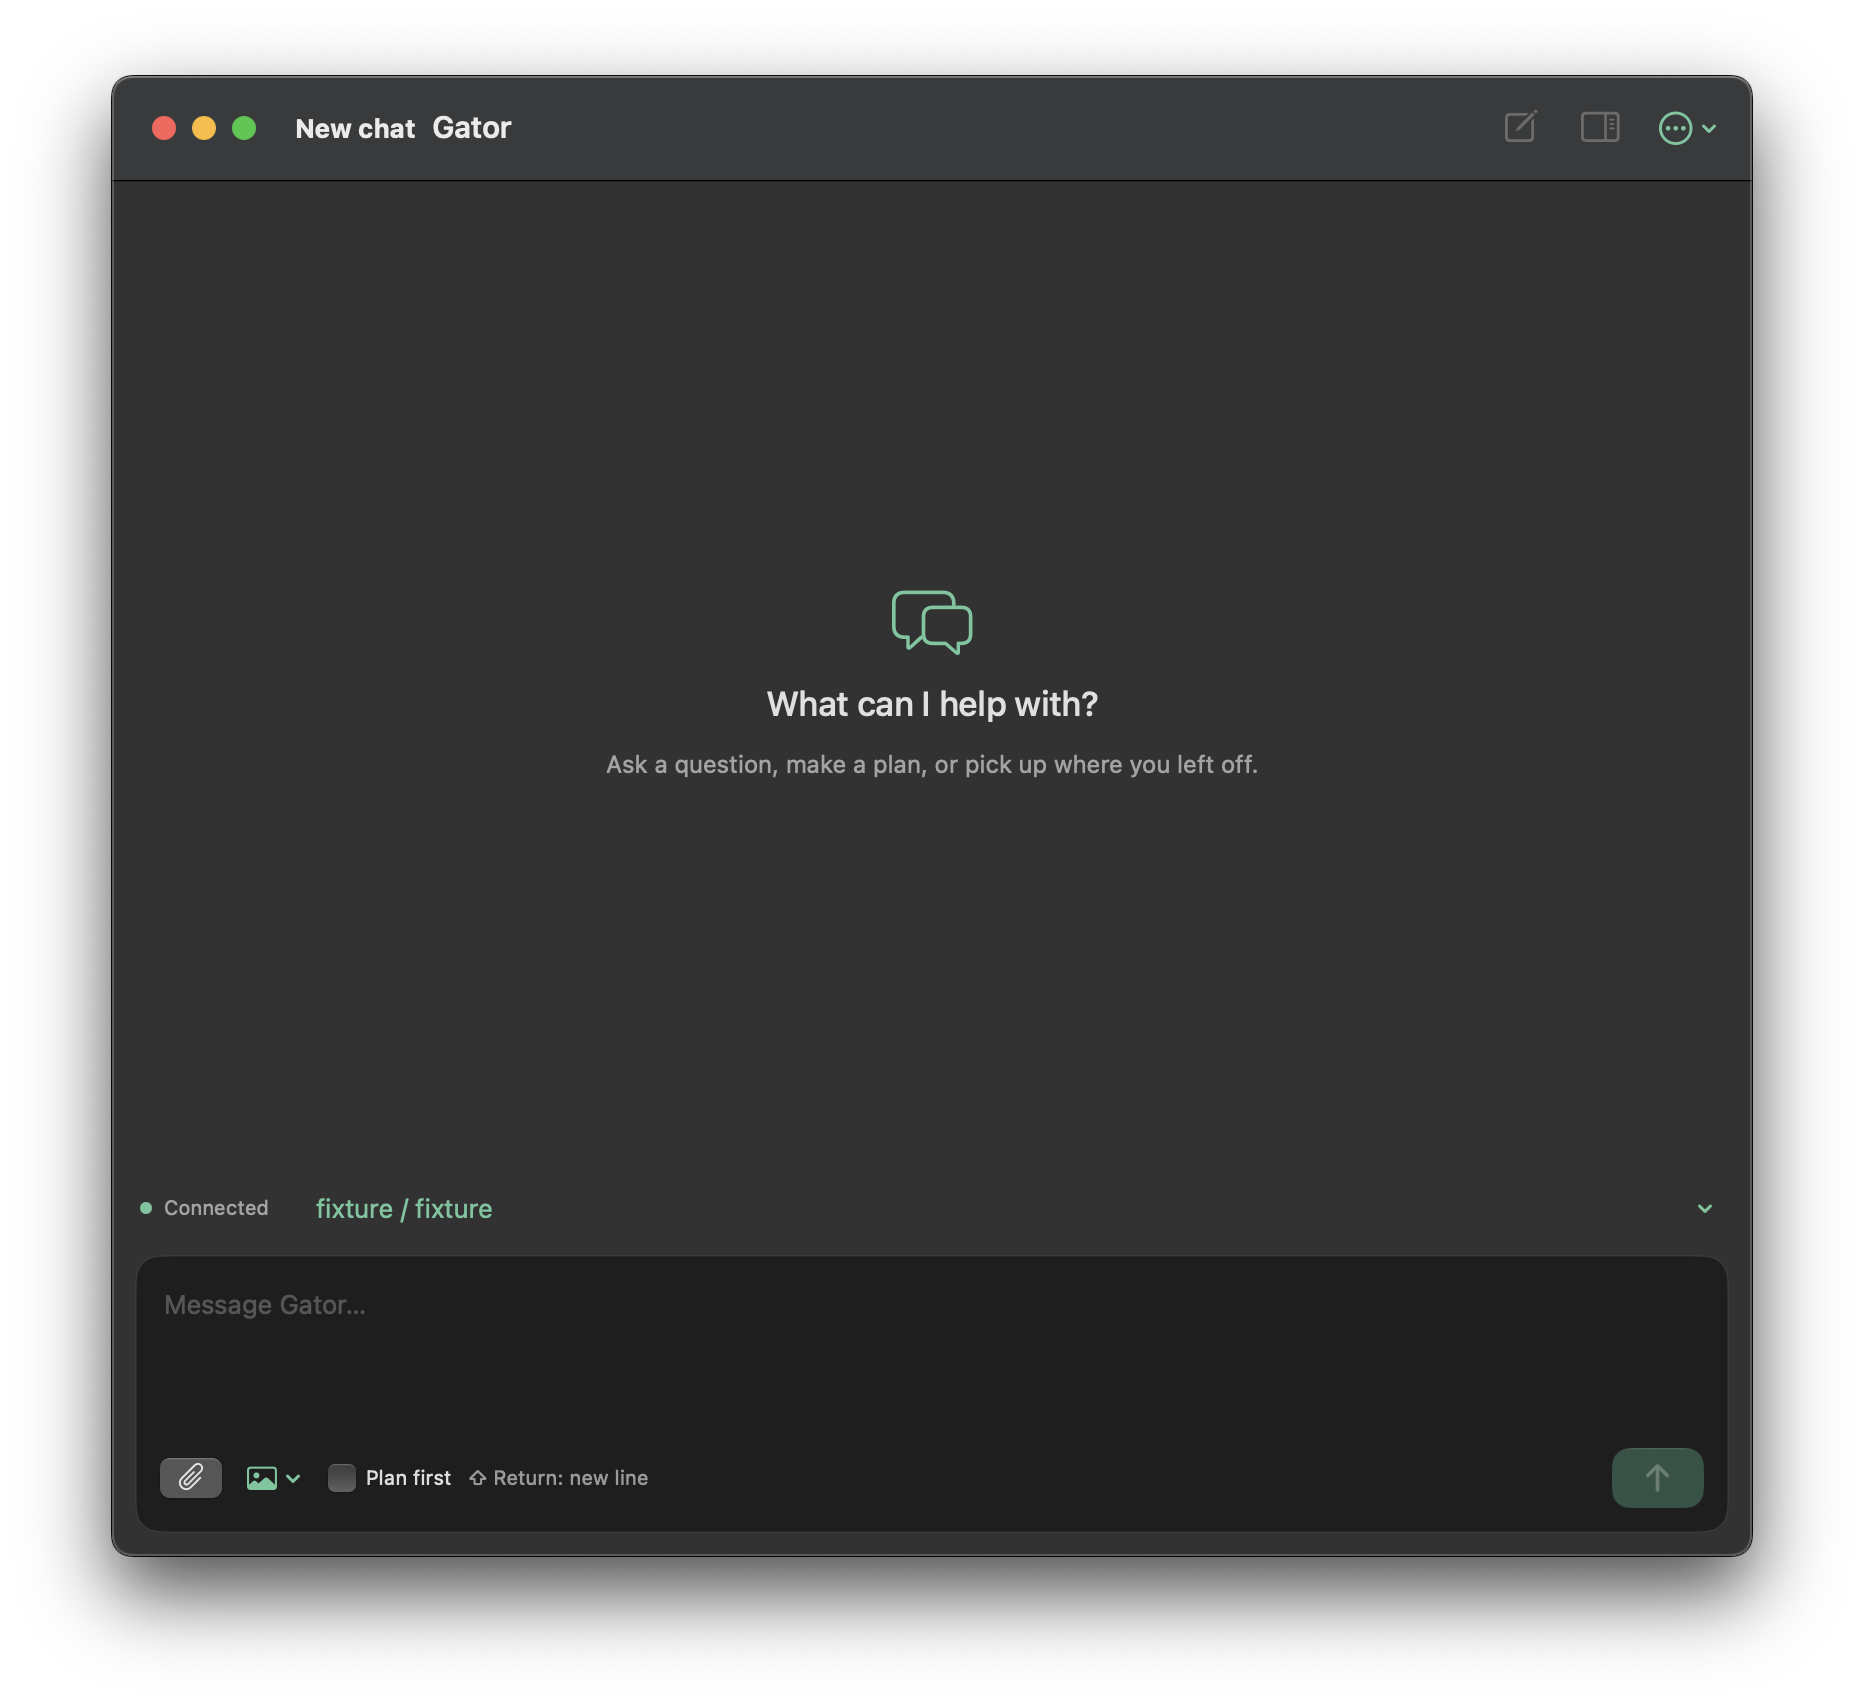 New chat Gator
What can I help with?
Ask a question, make a plan, or pick up where you left off.
Connected fixture / fixture
Message Gator...
Plan first ⇧ Return: new line